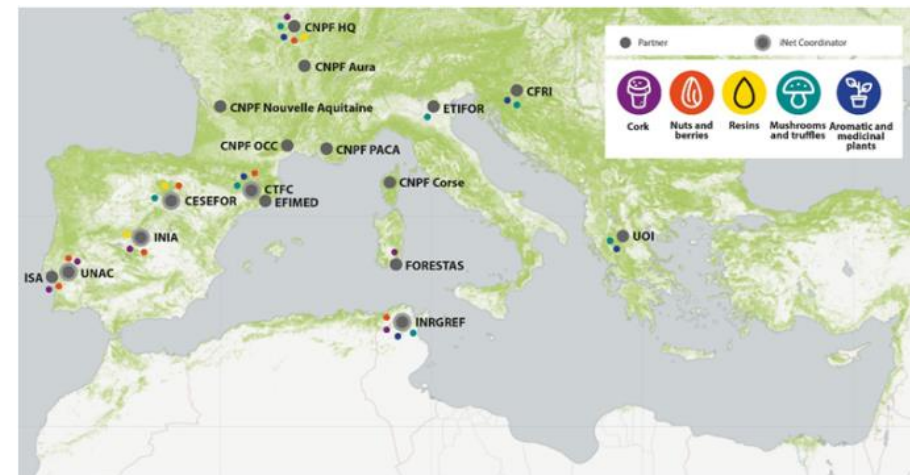 CNPF HQ
CNPF Aura
CNPF Nouvelle Aquitaine
ETIFOR
CFRI
CNPF OCC
CNPF PACA
CNPF Corse
CTFC
EFIMED
CESEFOR
INIA
UOI
FORESTAS
ISA
UNAC
INRGREF
Partner
iNet Coordinator
Cork
Nuts and
berries
Resins
Mushrooms
and truffles
Aromatic and
medicinal
plants